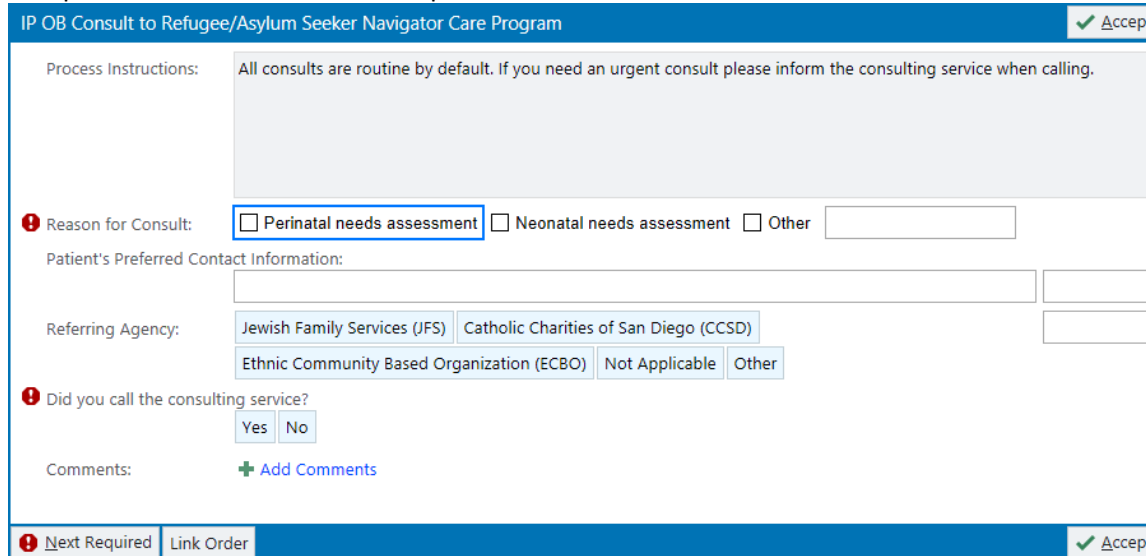 IP OB Consult to Refugee/Asylum Seeker Navigator Care Program
Process Instructions: All consults are routine by default. If you need an urgent consult please inform the consulting service when calling.
Reason for Consult: Perinatal needs assessment Neonatal needs assessment Other
Patient's Preferred Contact Information:
Referring Agency: Jewish Family Services (JFS) Catholic Charities of San Diego (CCSD)
Ethnic Community Based Organization (ECBO) Not Applicable Other
Did you call the consulting service?
Yes No
Comments: Add Comments
Next Required Link Order